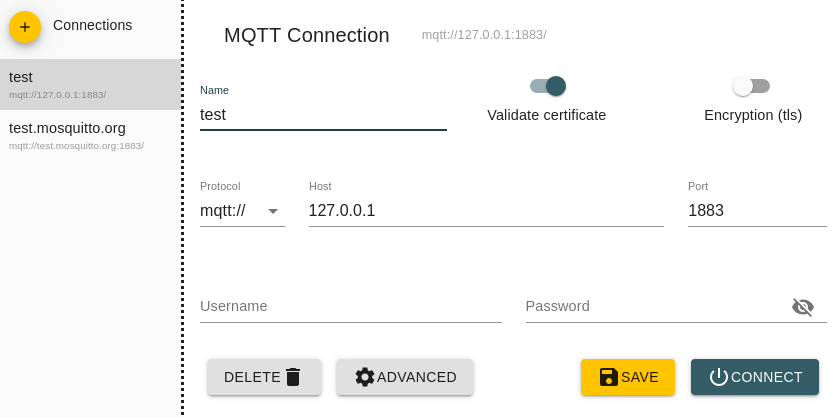 + Connections
test
mqtt://127.0.0.1:1883/
test.mosquitto.org
mqtt://test.mosquitto.org:1883/
MQTT Connection mqtt://127.0.0.1:1883/
Name
test
Validate certificate
Encryption (tls)
Protocol Host Port
mqtt:// 127.0.0.1 1883
Username Password
DELETE ADVANCED SAVE CONNECT